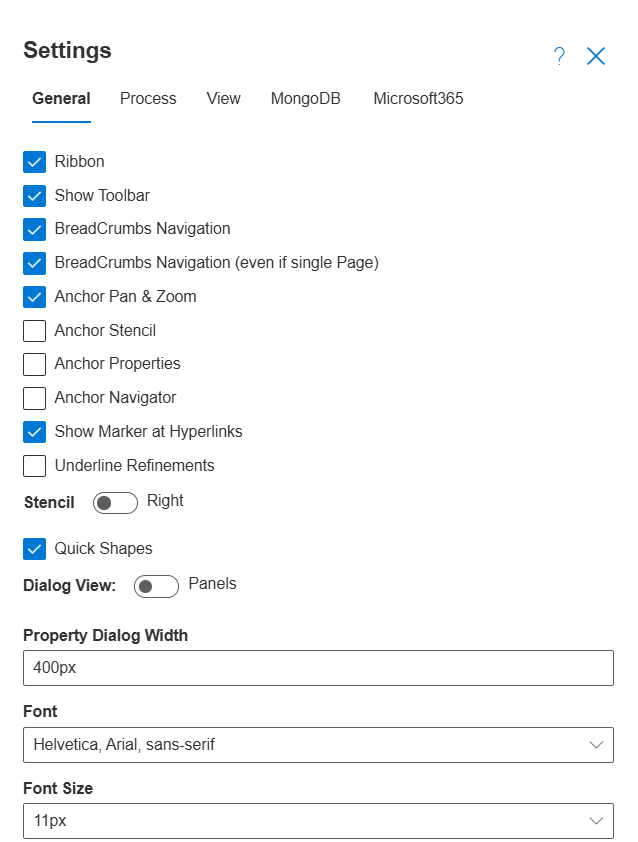 Settings
?
General Process View MongoDB Microsoft365
Ribbon
Show Toolbar
BreadCrumbs Navigation
BreadCrumbs Navigation (even if single Page)
Anchor Pan & Zoom
Anchor Stencil
Anchor Properties
Anchor Navigator
Show Marker at Hyperlinks
Underline Refinements
Stencil Right
Quick Shapes
Dialog View: Panels
Property Dialog Width
400px
Font
Helvetica, Arial, sans-serif
Font Size
11px